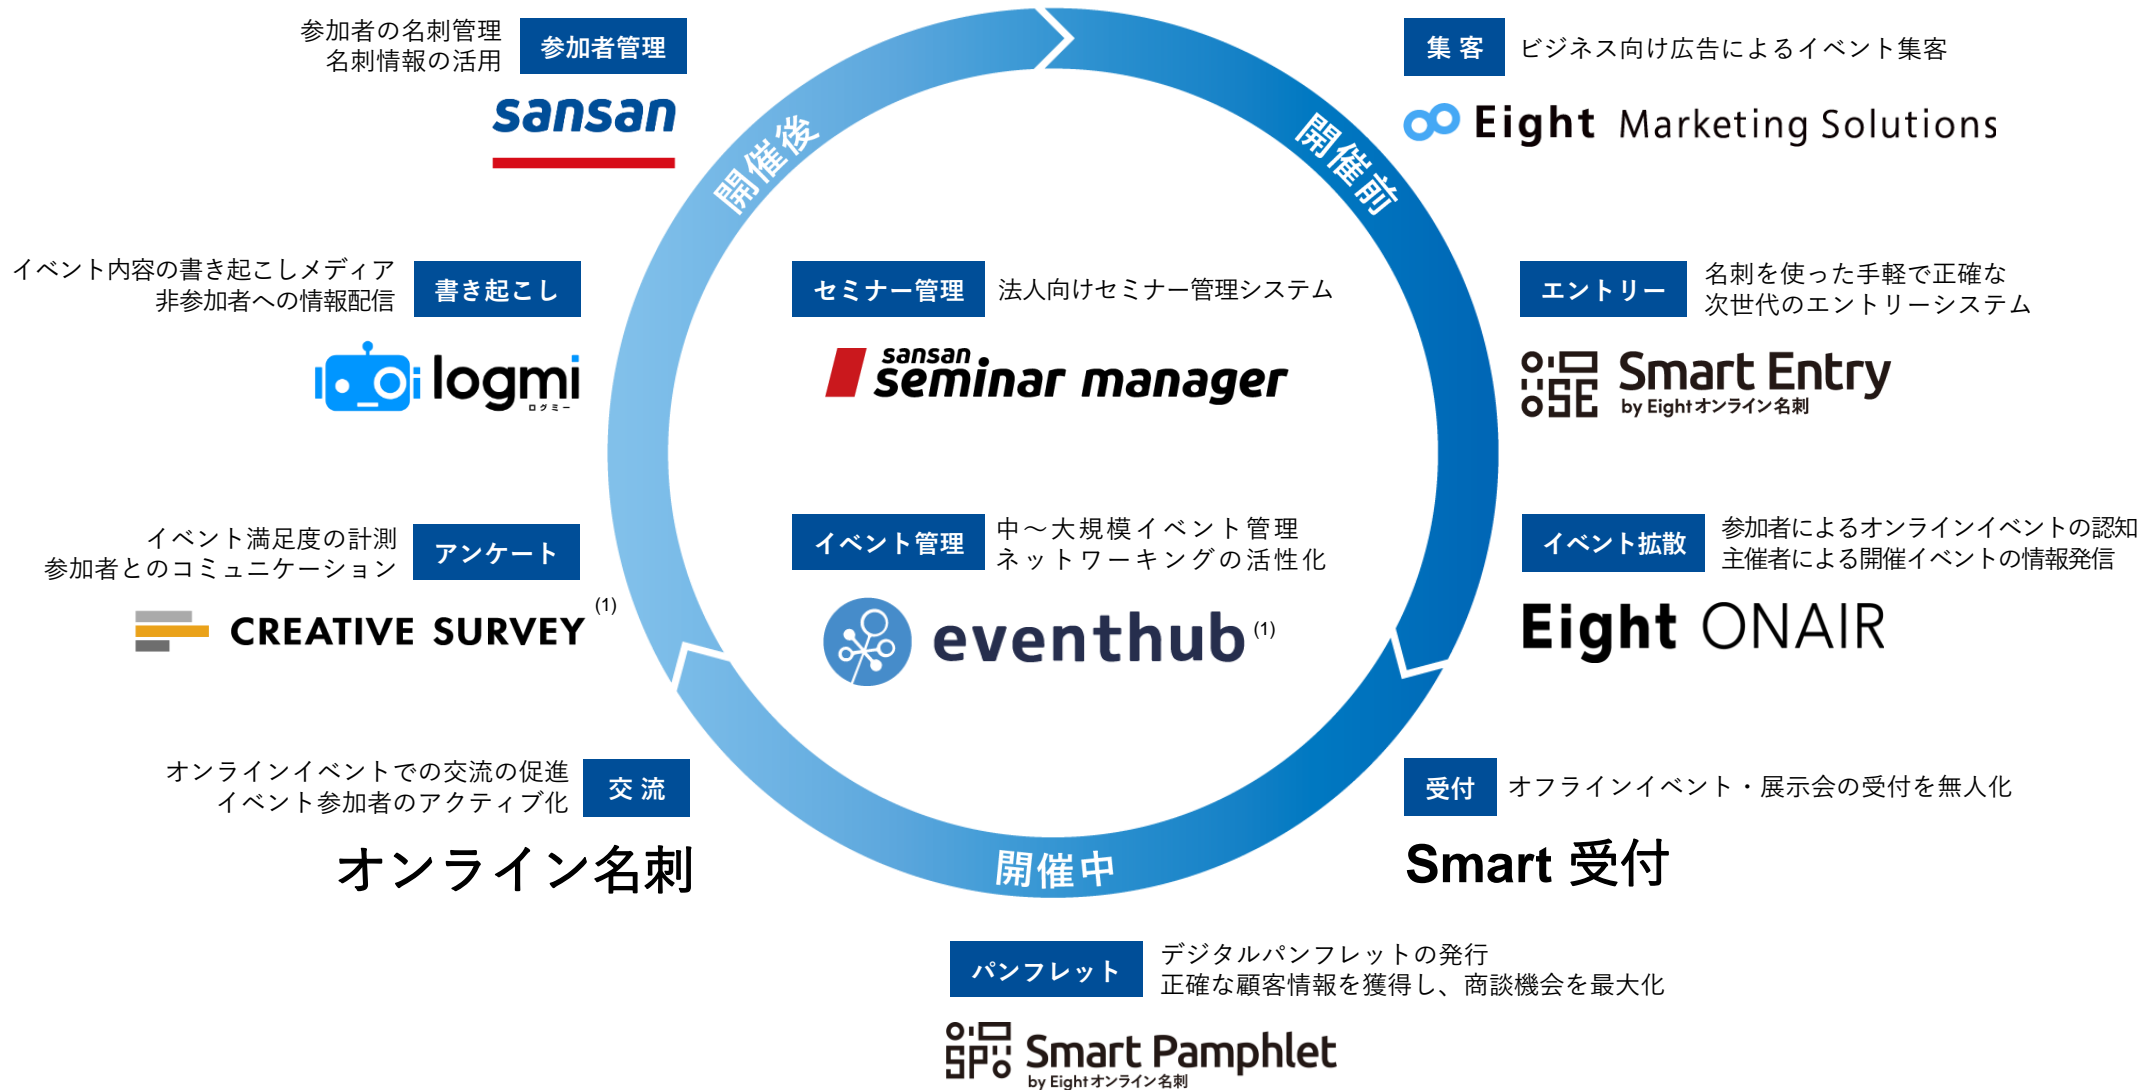 参加者の名刺管理
名刺情報の活用
参加者管理
sansan
集客
ビジネス向け広告によるイベント集客
Eight Marketing Solutions
開催後
開催前
イベント内容の書き起こしメディア
非参加者への情報配信
書き起こし
logmi
ログミー
セミナー管理
法人向けセミナー管理システム
sansan
seminar manager
エントリー
名刺を使った手軽で正確な
次世代のエントリーシステム
SE
Smart Entry
by Eightオンライン名刺
イベント満足度の計測
参加者とのコミュニケーション
アンケート
CREATIVE SURVEY (1)
イベント管理
中〜大規模イベント管理
ネットワーキングの活性化
eventhub (1)
イベント拡散
参加者によるオンラインイベントの認知
主催者による開催イベントの情報発信
Eight ONAIR
オンラインイベントでの交流の促進
イベント参加者のアクティブ化
交流
オンライン名刺
開催中
受付
オフラインイベント・展示会の受付を無人化
Smart 受付
パンフレット
デジタルパンフレットの発行
正確な顧客情報を獲得し、商談機会を最大化
SP
Smart Pamphlet
by Eightオンライン名刺